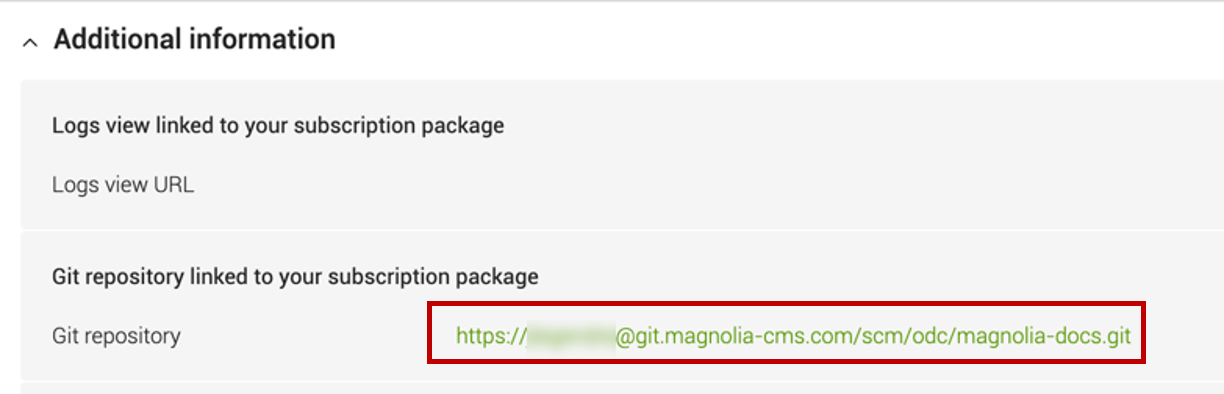 Additional information
Logs view linked to your subscription package
Logs view URL
Git repository linked to your subscription package
Git repository https://@git.magnolia-cms.com/scm/odc/magnolia-docs.git